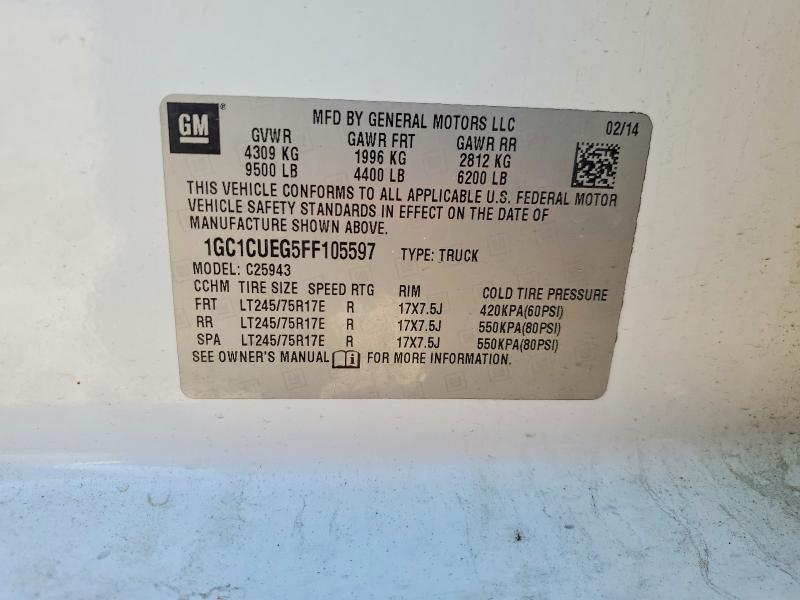 GM®
MFD BY GENERAL MOTORS LLC 02/14
GVWR GAWR FRT GAWR RR
4309 KG 1996 KG 2812 KG
9500 LB 4400 LB 6200 LB
THIS VEHICLE CONFORMS TO ALL APPLICABLE U.S. FEDERAL MOTOR
VEHICLE SAFETY STANDARDS IN EFFECT ON THE DATE OF
MANUFACTURE SHOWN ABOVE.
1GC1CUEG5FF105597 TYPE: TRUCK
MODEL: C25943
CCHM TIRE SIZE SPEED RTG RIM COLD TIRE PRESSURE
FRT LT245/75R17E R 17X7.5J 420KPA(60PSI)
RR LT245/75R17E R 17X7.5J 550KPA(80PSI)
SPA LT245/75R17E R 17X7.5J 550KPA(80PSI)
SEE OWNER'S MANUAL FOR MORE INFORMATION.